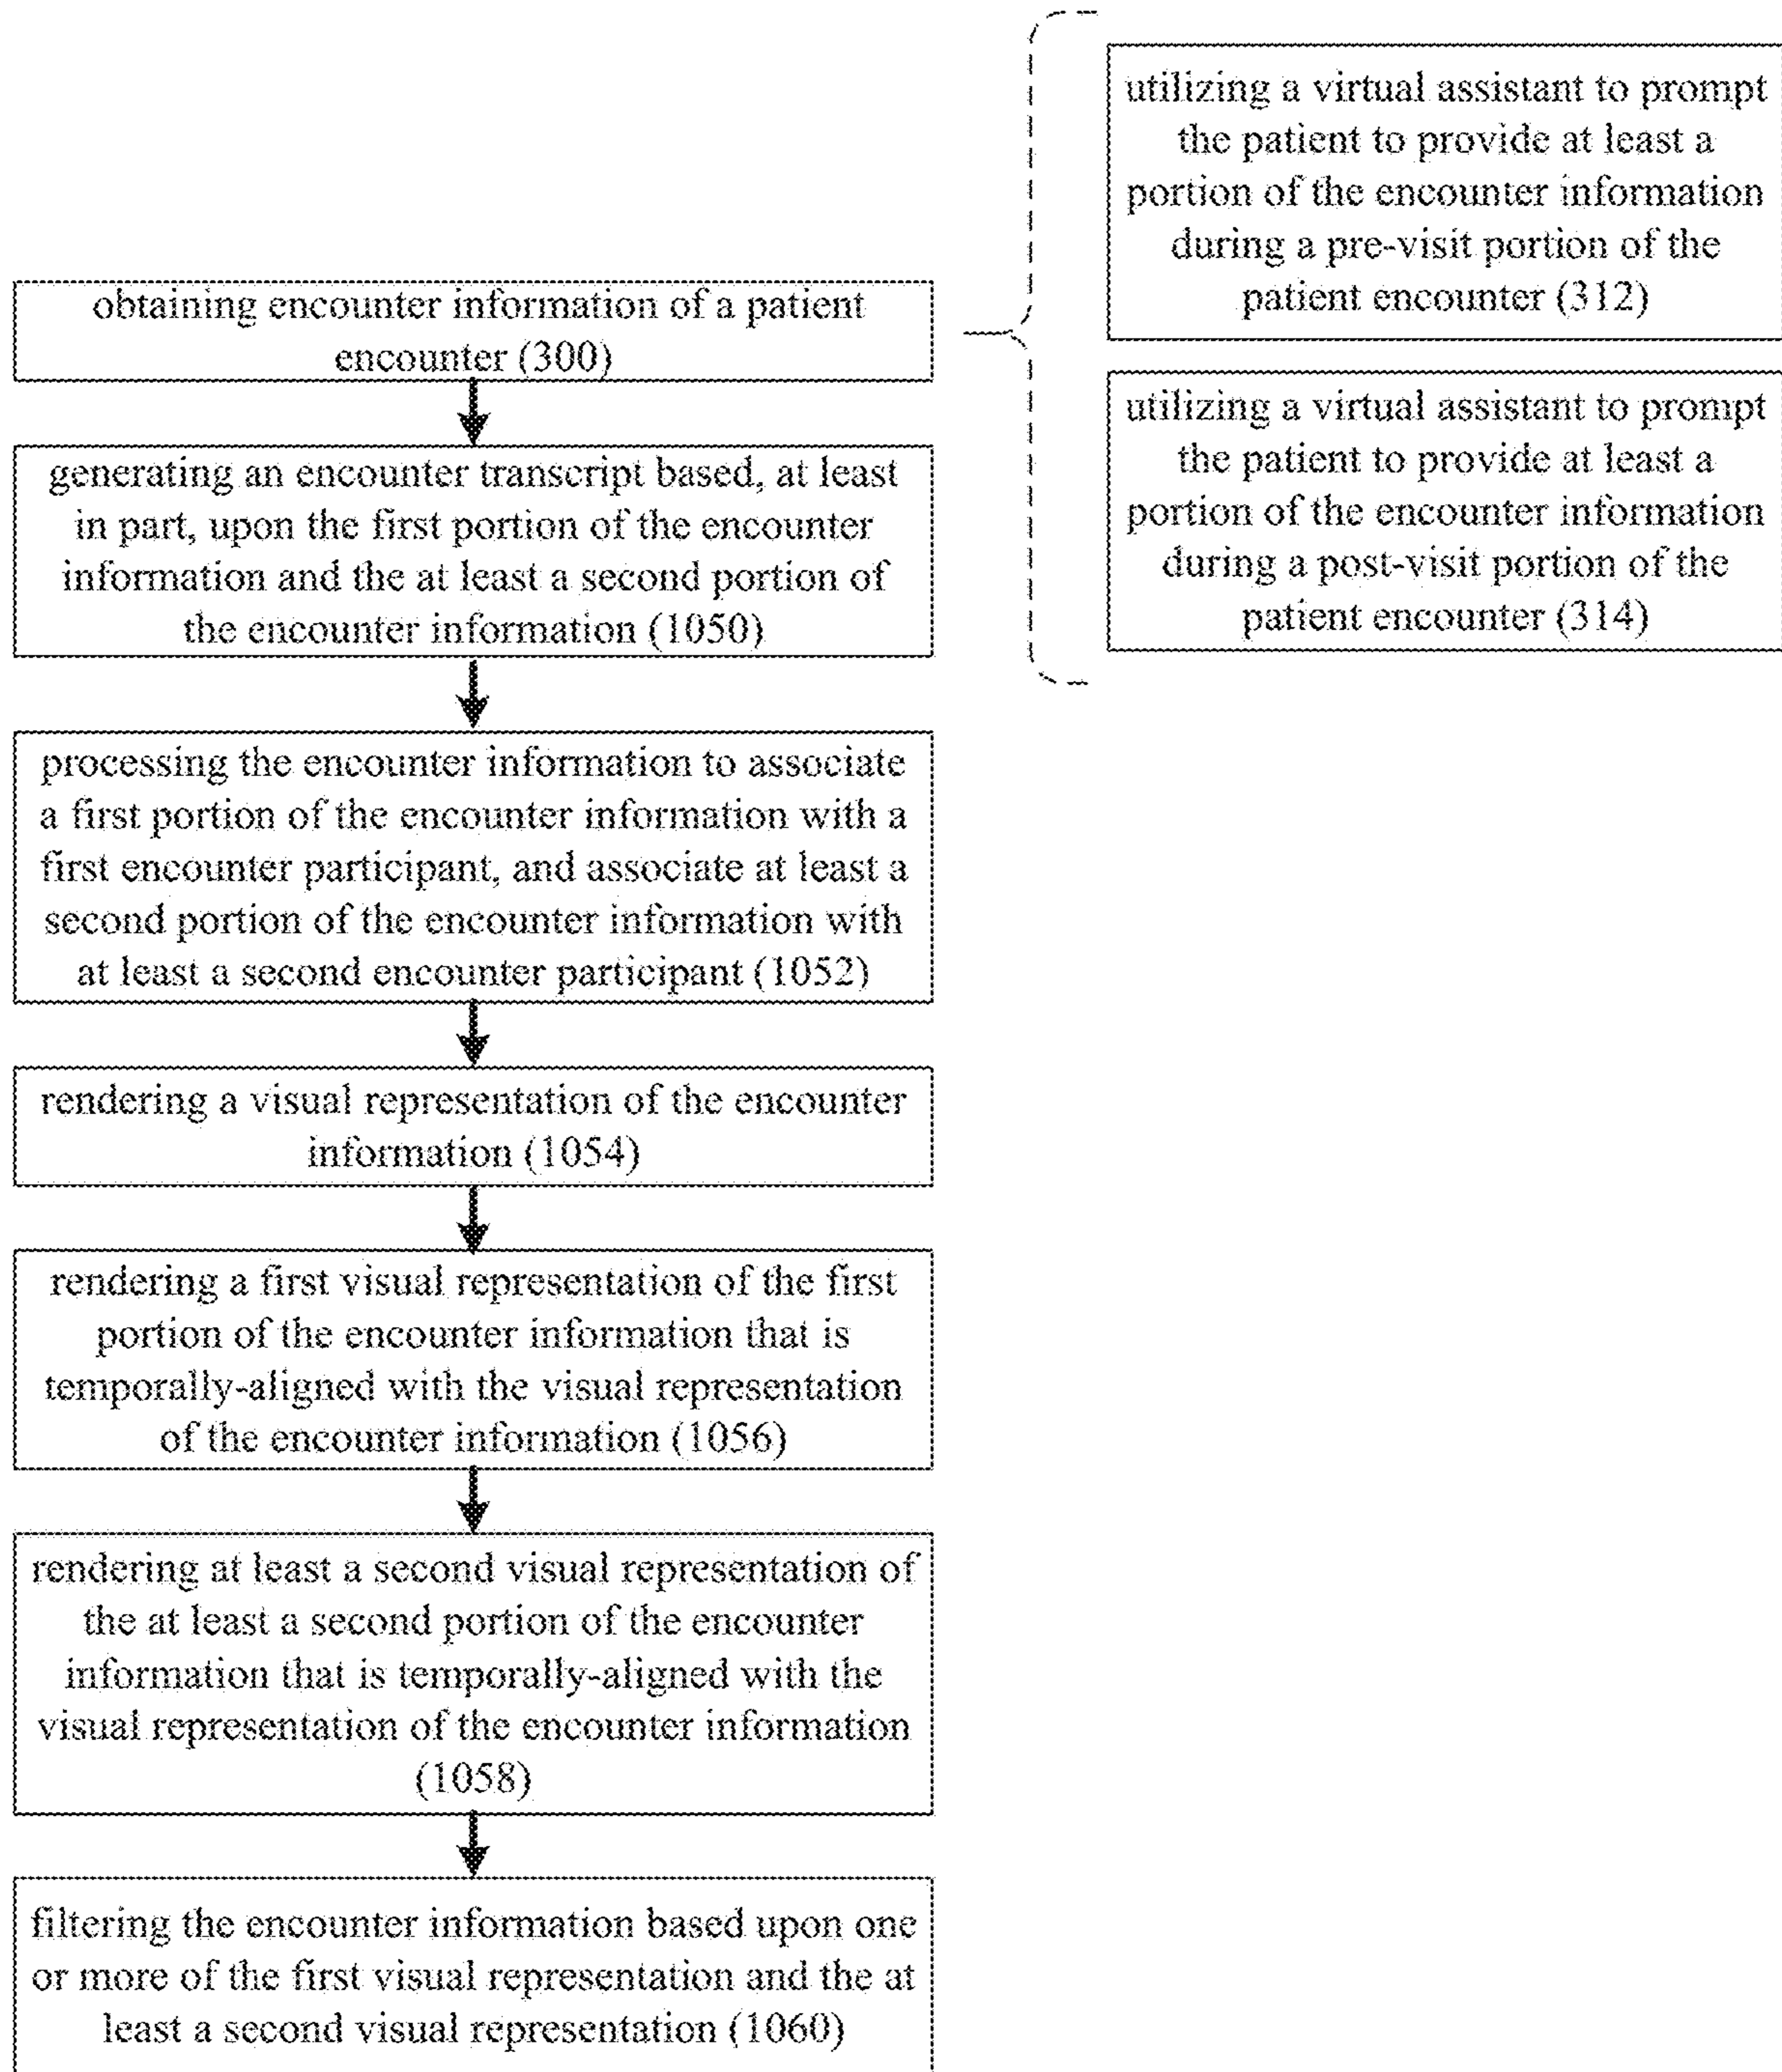 obtaining encounter information of a patient
encounter (300)
generating an encounter transcript based, at least
in part, upon the first portion of the encounter
information and the at least a second portion of
the encounter information (1050)
processing the encounter information to associate
a first portion of the encounter information with a
first encounter participant, and associate at least a
second portion of the encounter information with
at least a second encounter participant (1052)
rendering a visual representation of the encounter
information (1054)
rendering a first visual representation of the first
portion of the encounter information that is
temporally-aligned with the visual representation
of the encounter information (1056)
rendering at least a second visual representation of
the at least a second portion of the encounter
information that is temporally-aligned with the
visual representation of the encounter information
(1058)
filtering the encounter information based upon one
or more of the first visual representation and the at
least a second visual representation (1060)
utilizing a virtual assistant to prompt
the patient to provide at least a
portion of the encounter information
during a pre-visit portion of the
patient encounter (312)
utilizing a virtual assistant to prompt
the patient to provide at least a
portion of the encounter information
during a post-visit portion of the
patient encounter (314)